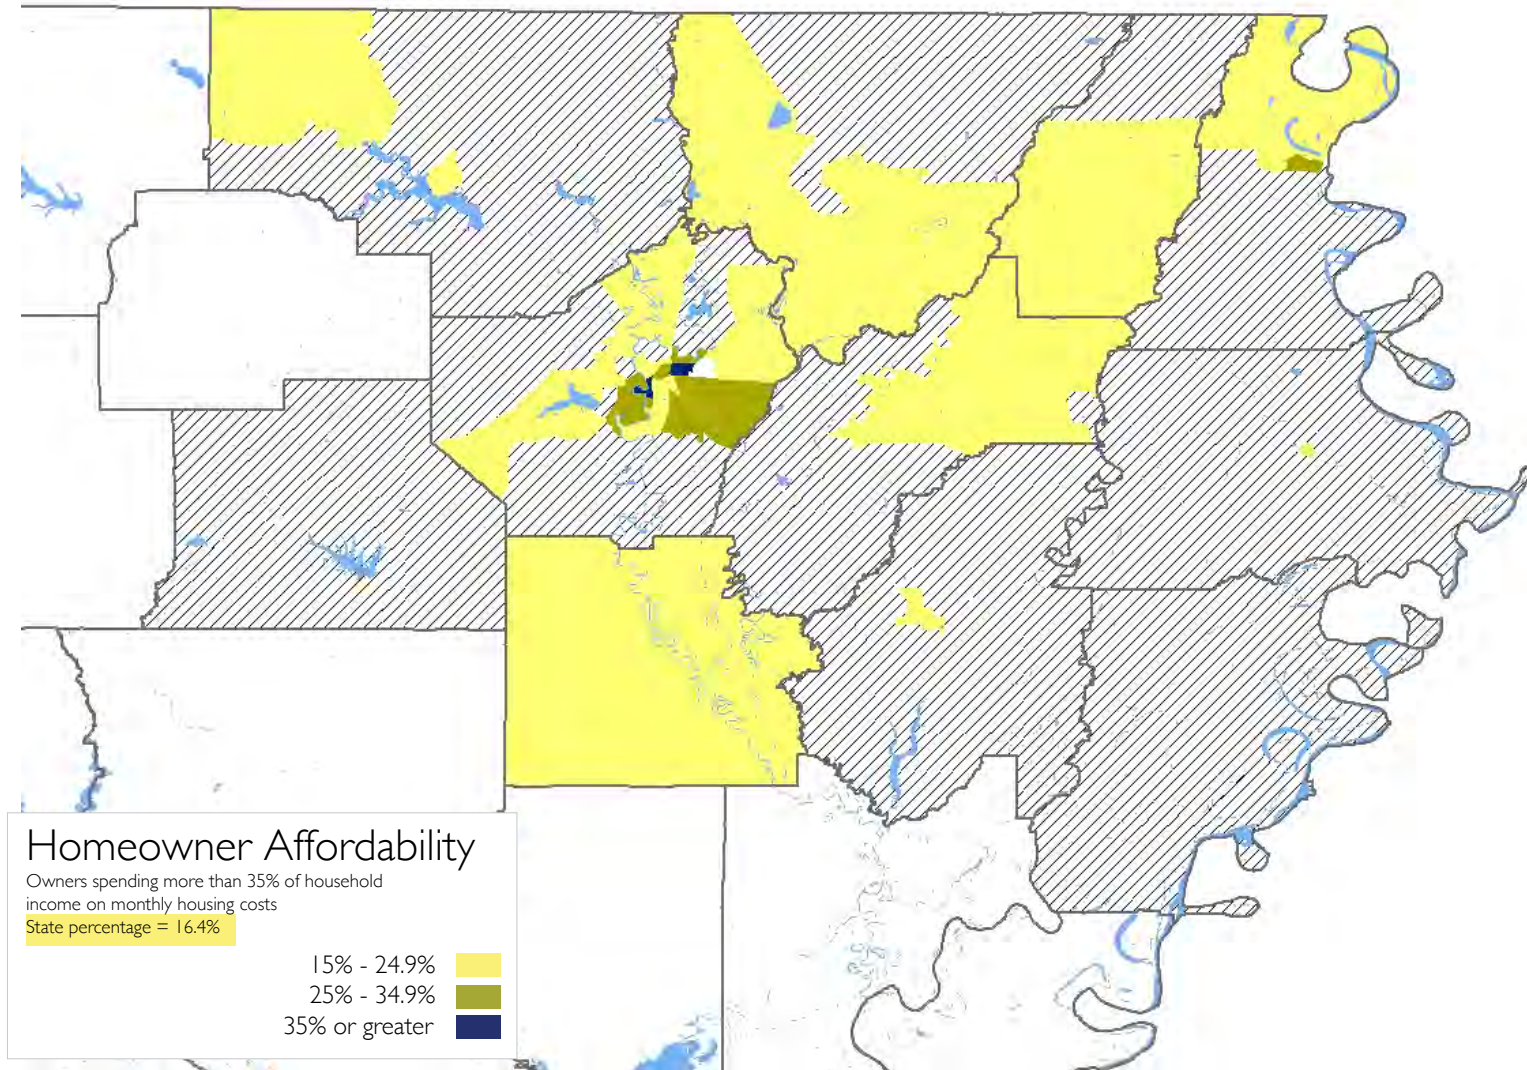 Homeowner Affordability
Owners spending more than 35% of household
income on monthly housing costs
State percentage = 16.4%
15% - 24.9%
25% - 34.9%
35% or greater